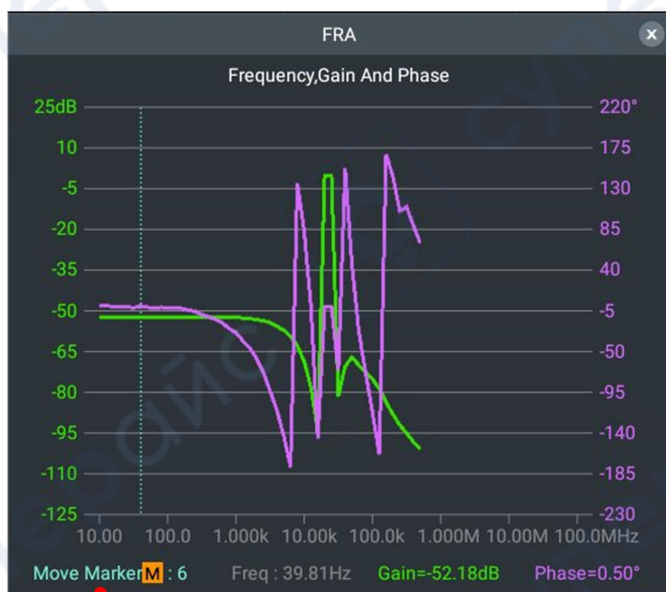 FRA
Frequency,Gain And Phase
25dB 220°
10 175
-5 130
-20 85
-35 40
-50 -5
-65 -50
-80 -95
-95 -140
-110 -185
-125 -230
10.00 100.0 1.000k 10.00k 100.0k 1.000M 10.00M 100.0MHz
Move Marker M : 6 Freq : 39.81Hz Gain=-52.18dB Phase=0.50°